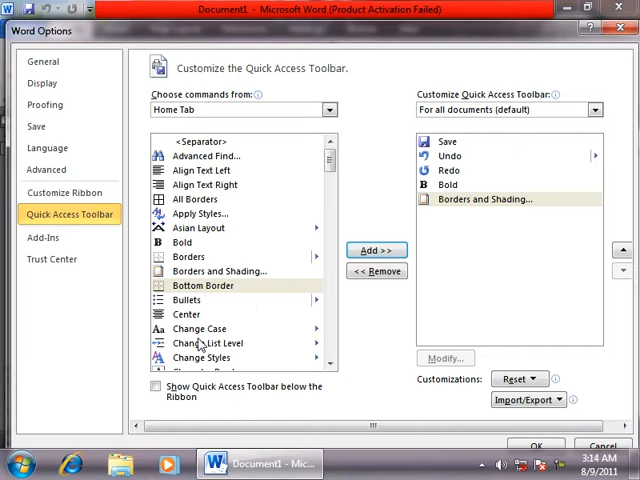 Document1 - Microsoft Word (Product Activation Failed)
Word Options
General
Display
Proofing
Save
Language
Advanced
Customize Ribbon
Quick Access Toolbar
Add-Ins
Trust Center
Customize the Quick Access Toolbar.
Choose commands from:
Home Tab
<Separator>
Advanced Find...
Align Text Left
Align Text Right
All Borders
Apply Styles...
Asian Layout
Bold
Borders
Borders and Shading...
Bottom Border
Bullets
Center
Change Case
Change List Level
Change Styles
Show Quick Access Toolbar below the
Ribbon
Add >>
<< Remove
Customize Quick Access Toolbar:
For all documents (default)
Save
Undo
Redo
Bold
Borders and Shading...
Modify...
Customizations:
Reset
Import/Export
OK
Cancel
Document1 - Mic...
3:14 AM
8/9/2011